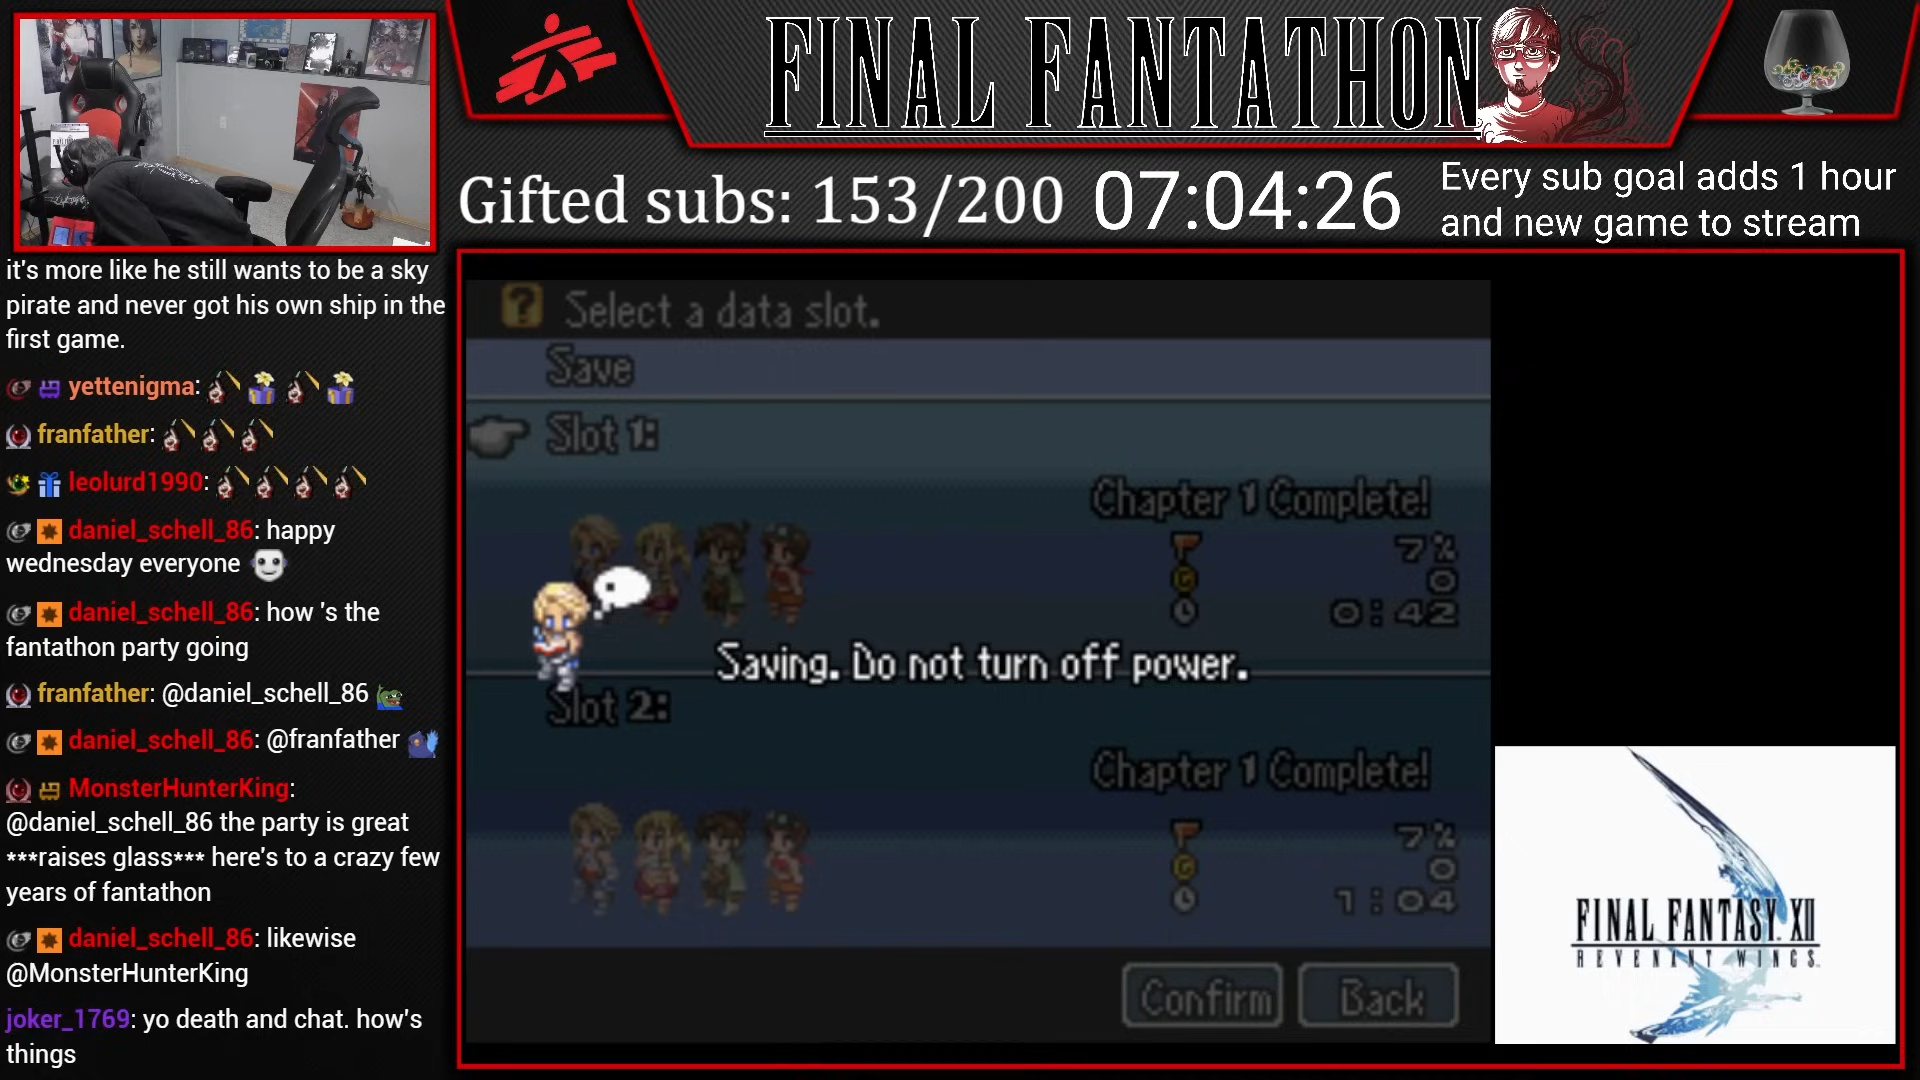 FINAL FANTATHON
Gifted subs: 153/200
07:04:26
Every sub goal adds 1 hour
and new game to stream
it's more like he still wants to be a sky
pirate and never got his own ship in the
first game.
yettenigma:
franfather:
leolurd1990:
daniel_schell_86: happy
wednesday everyone
daniel_schell_86: how 's the
fantathon party going
franfather: @daniel_schell_86
daniel_schell_86: @franfather
MonsterHunterKing:
@daniel_schell_86 the party is great
***raises glass*** here's to a crazy few
years of fantathon
daniel_schell_86: likewise
@MonsterHunterKing
joker_1769: yo death and chat. how's
things
? Select a data slot.
Save
Slot 1:
Chapter 1 Complete!
7%
G 0
0:42
Saving. Do not turn off power.
Slot 2:
Chapter 1 Complete!
7%
G 0
1:04
Confirm Back
FINAL FANTASY XII
REVENANT WINGS